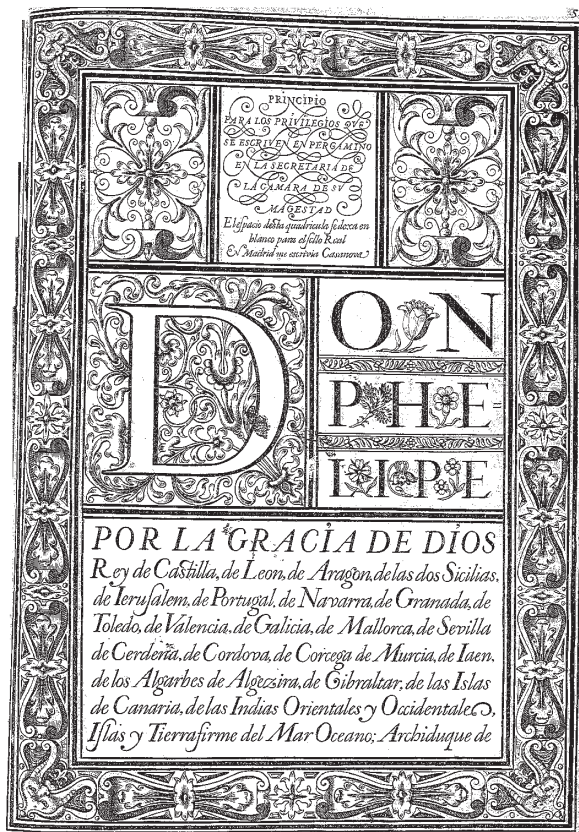 5
PRINCIPIO
PARA LOS PRIVILEGIOS QVE
SE ESCRIVEN EN PERGAMINO
EN LA SECRETARIA DE
LA CAMARA DE SV
MAGESTAD
El espacio desta quadricula se dexa en
blanco para el sello Real
En Madrid me escrivia Casanova
DON
PHE=
LIPE
POR LA GRACIA DE DIOS
Rey de Castilla, de Leon, de Aragon, de las dos Sicilias,
de Ierusalem, de Portugal, de Navarra, de Granada, de
Toledo, de Valencia, de Galicia, de Mallorca, de Sevilla
de Cerdeña, de Cordova, de Corcega de Murcia, de Iaen,
de los Algarbes de Algezira, de Gibraltar, de las Islas
de Canaria, de las Indias Orientales y Occidentales,
Islas y Tierrafirme del Mar Oceano; Archiduque de